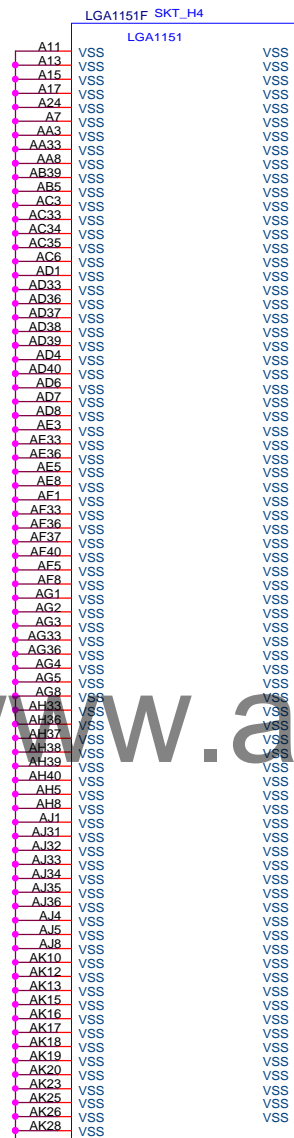 LGA1151F SKT_H4
LGA1151
A11 VSS VSS
A13 VSS VSS
A15 VSS VSS
A17 VSS VSS
A24 VSS VSS
A7 VSS VSS
AA3 VSS VSS
AA33 VSS VSS
AA8 VSS VSS
AB39 VSS VSS
AB5 VSS VSS
AC3 VSS VSS
AC33 VSS VSS
AC34 VSS VSS
AC35 VSS VSS
AC6 VSS VSS
AD1 VSS VSS
AD33 VSS VSS
AD36 VSS VSS
AD37 VSS VSS
AD38 VSS VSS
AD39 VSS VSS
AD4 VSS VSS
AD40 VSS VSS
AD6 VSS VSS
AD7 VSS VSS
AD8 VSS VSS
AE3 VSS VSS
AE33 VSS VSS
AE36 VSS VSS
AE5 VSS VSS
AE8 VSS VSS
AF1 VSS VSS
AF33 VSS VSS
AF36 VSS VSS
AF37 VSS VSS
AF40 VSS VSS
AF5 VSS VSS
AF8 VSS VSS
AG1 VSS VSS
AG2 VSS VSS
AG3 VSS VSS
AG33 VSS VSS
AG36 VSS VSS
AG4 VSS VSS
AG5 VSS VSS
AG8 VSS VSS
AH33 VSS VSS
AH36 VSS VSS
www.a
AH37 VSS VSS
AH38 VSS VSS
AH39 VSS VSS
AH40 VSS VSS
AH5 VSS VSS
AH8 VSS VSS
AJ1 VSS VSS
AJ31 VSS VSS
AJ32 VSS VSS
AJ33 VSS VSS
AJ34 VSS VSS
AJ35 VSS VSS
AJ36 VSS VSS
AJ4 VSS VSS
AJ5 VSS VSS
AJ8 VSS VSS
AK10 VSS VSS
AK12 VSS VSS
AK13 VSS VSS
AK15 VSS VSS
AK16 VSS VSS
AK17 VSS VSS
AK18 VSS VSS
AK19 VSS VSS
AK20 VSS VSS
AK23 VSS VSS
AK25 VSS VSS
AK26 VSS VSS
AK28 VSS